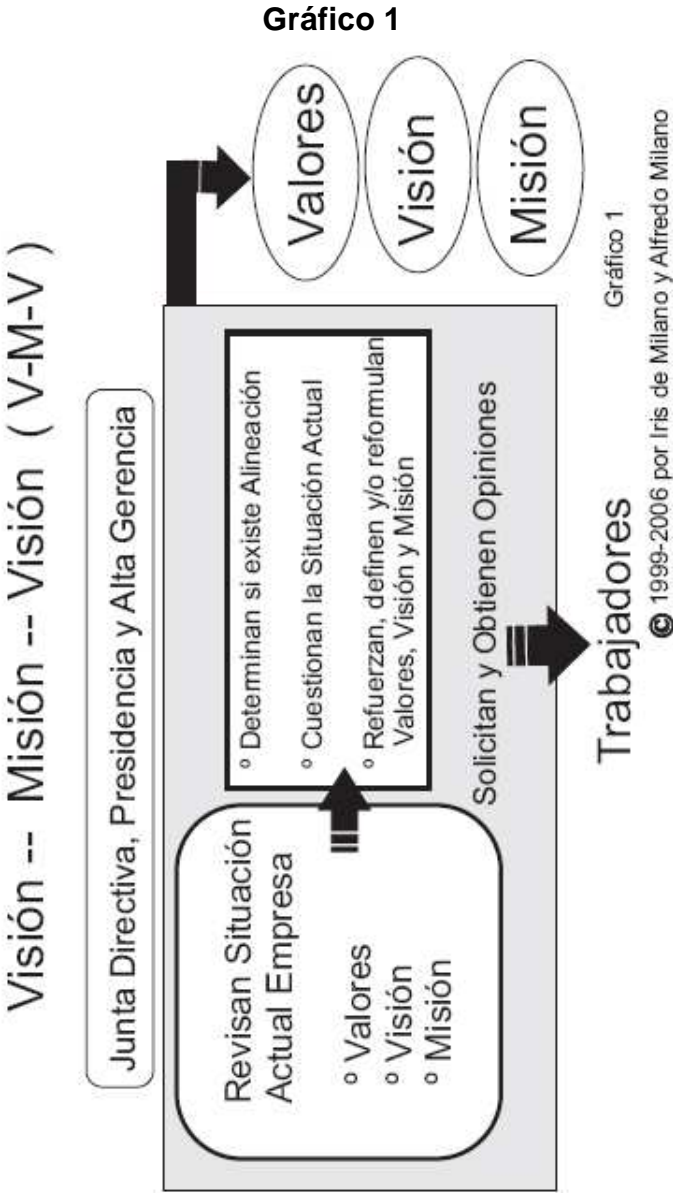 Gráfico 1
Visión -- Misión -- Visión ( V-M-V )
Junta Directiva, Presidencia y Alta Gerencia
Revisan Situación
Actual Empresa
º Valores
º Visión
º Misión
º Determinan si existe Alineación
º Cuestionan la Situación Actual
º Refuerzan, definen y/o reformulan
Valores, Visión y Misión
Solicitan y Obtienen Opiniones
Trabajadores
Valores
Visión
Misión
Gráfico 1
© 1999-2006 por Iris de Milano y Alfredo Milano